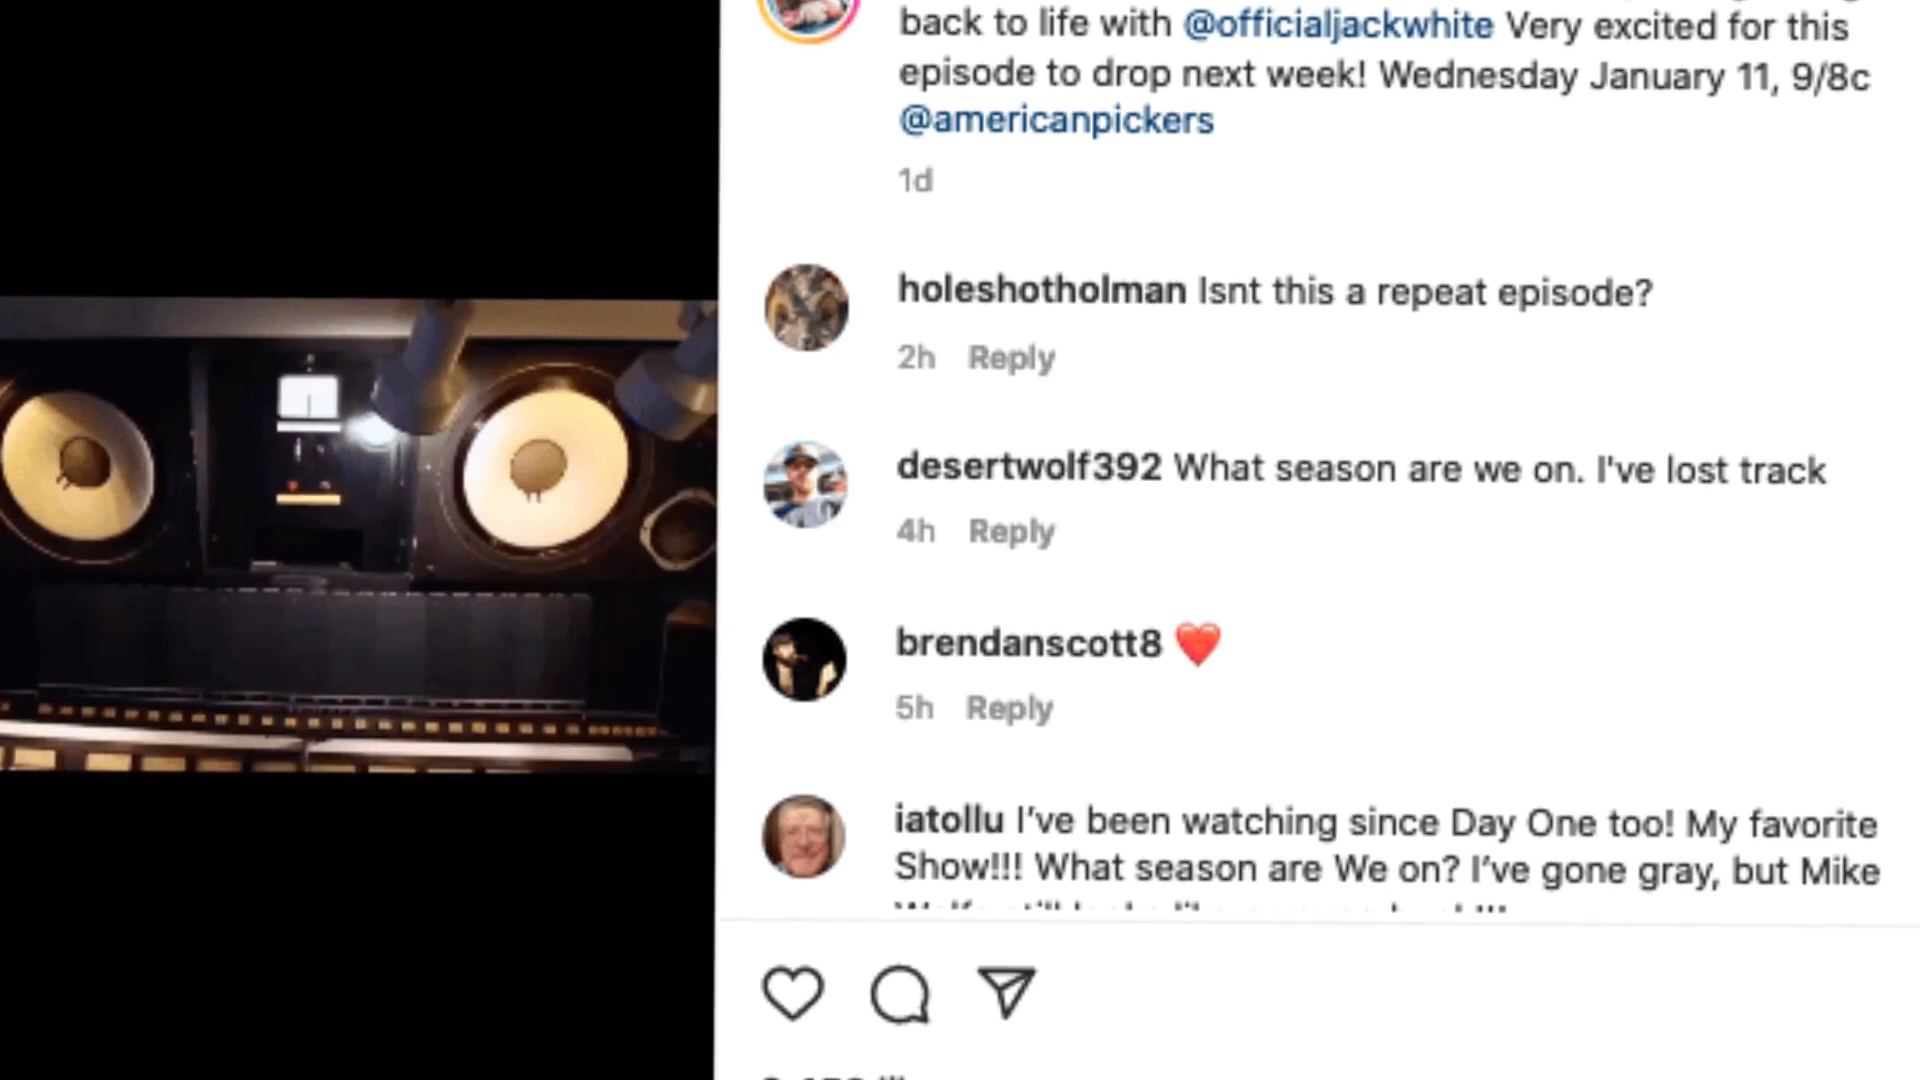 back to life with @officialjackwhite Very excited for this
episode to drop next week! Wednesday January 11, 9/8c
@americanpickers
1d
holeshotholman Isnt this a repeat episode?
2h Reply
desertwolf392 What season are we on. I've lost track
4h Reply
brendanscott8 ❤️
5h Reply
iatollu I've been watching since Day One too! My favorite
Show!!! What season are We on? I've gone gray, but Mike